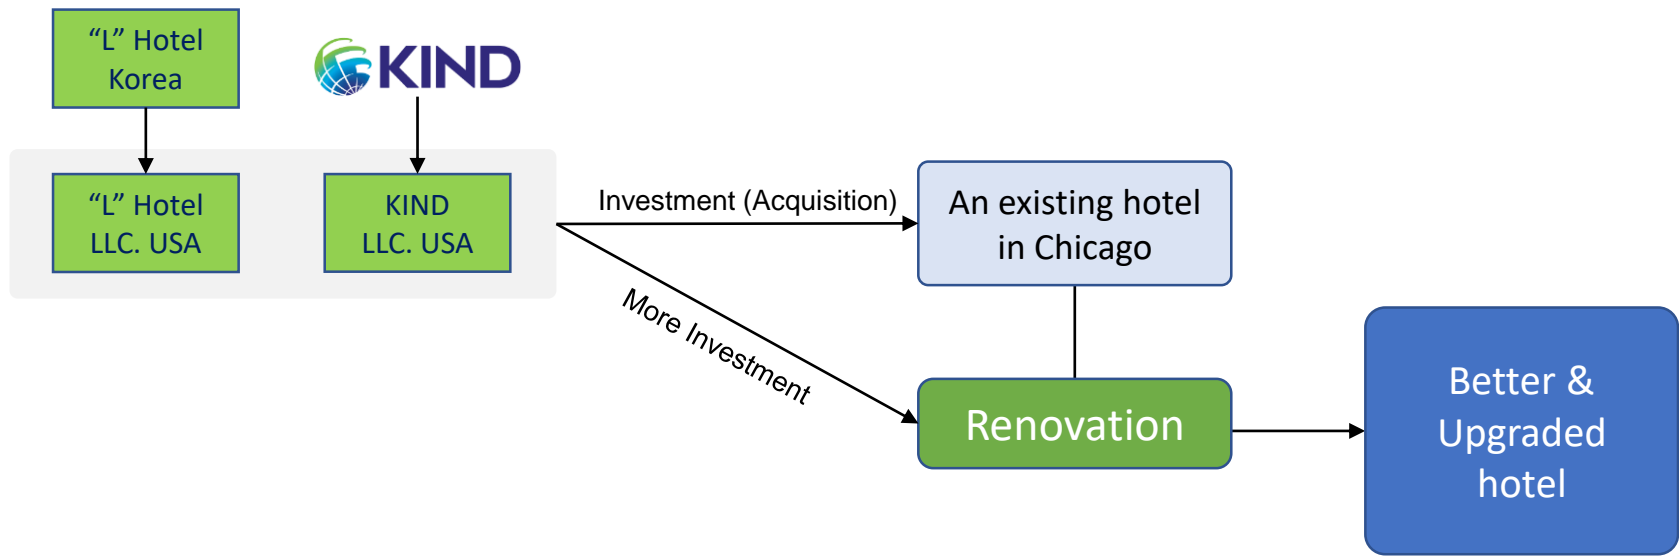 “L” Hotel
Korea
KIND
“L” Hotel
LLC. USA
KIND
LLC. USA
Investment (Acquisition)
An existing hotel
in Chicago
More Investment
Renovation
Better &
Upgraded
hotel